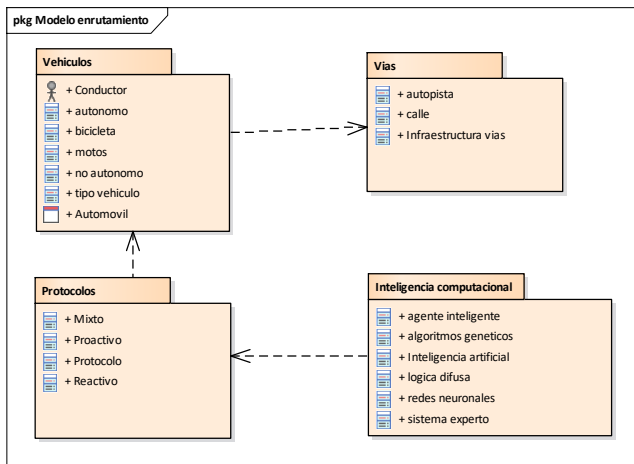 pkg Modelo enrutamiento
Vehiculos
+ Conductor
+ autonomo
+ bicicleta
+ motos
+ no autonomo
+ tipo vehiculo
+ Automovil
Vias
+ autopista
+ calle
+ Infraestructura vias
Protocolos
+ Mixto
+ Proactivo
+ Protocolo
+ Reactivo
Inteligencia computacional
+ agente inteligente
+ algoritmos geneticos
+ Inteligencia artificial
+ logica difusa
+ redes neuronales
+ sistema experto